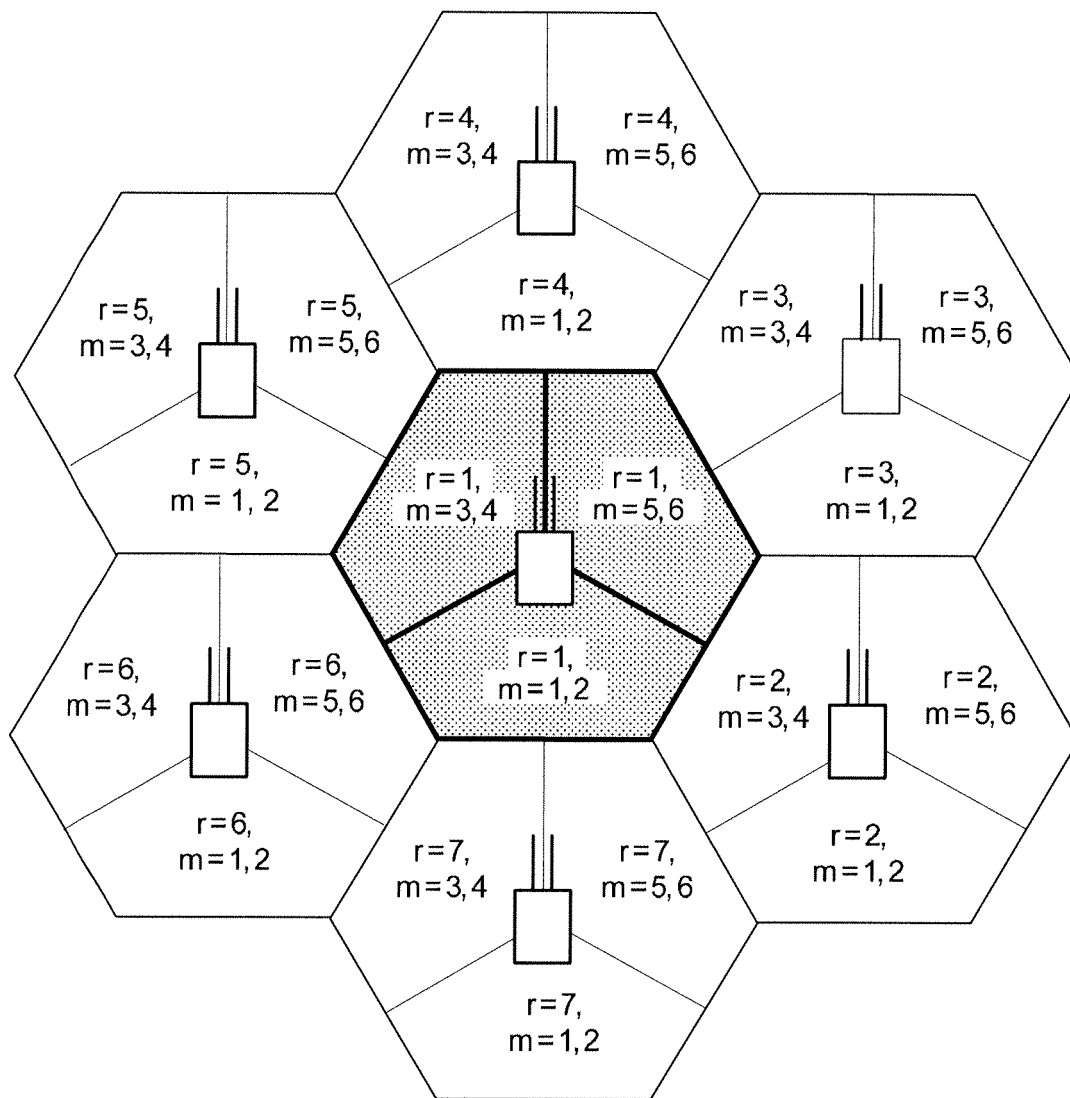 r=4,
m=3,4
r=4,
m=5,6
r=4,
m=1,2
r=5,
m=3,4
r=5,
m=5,6
r=5,
m = 1, 2
r=3,
m=3,4
r=3,
m=5,6
r=3,
m=1,2
r=1,
m=3,4
r=1,
m=5,6
r=1,
m=1,2
r=6,
m=3,4
r=6,
m=5,6
r=6,
m=1,2
r=2,
m=3,4
r=2,
m=5,6
r=2,
m=1,2
r=7,
m=3,4
r=7,
m=5,6
r=7,
m=1,2